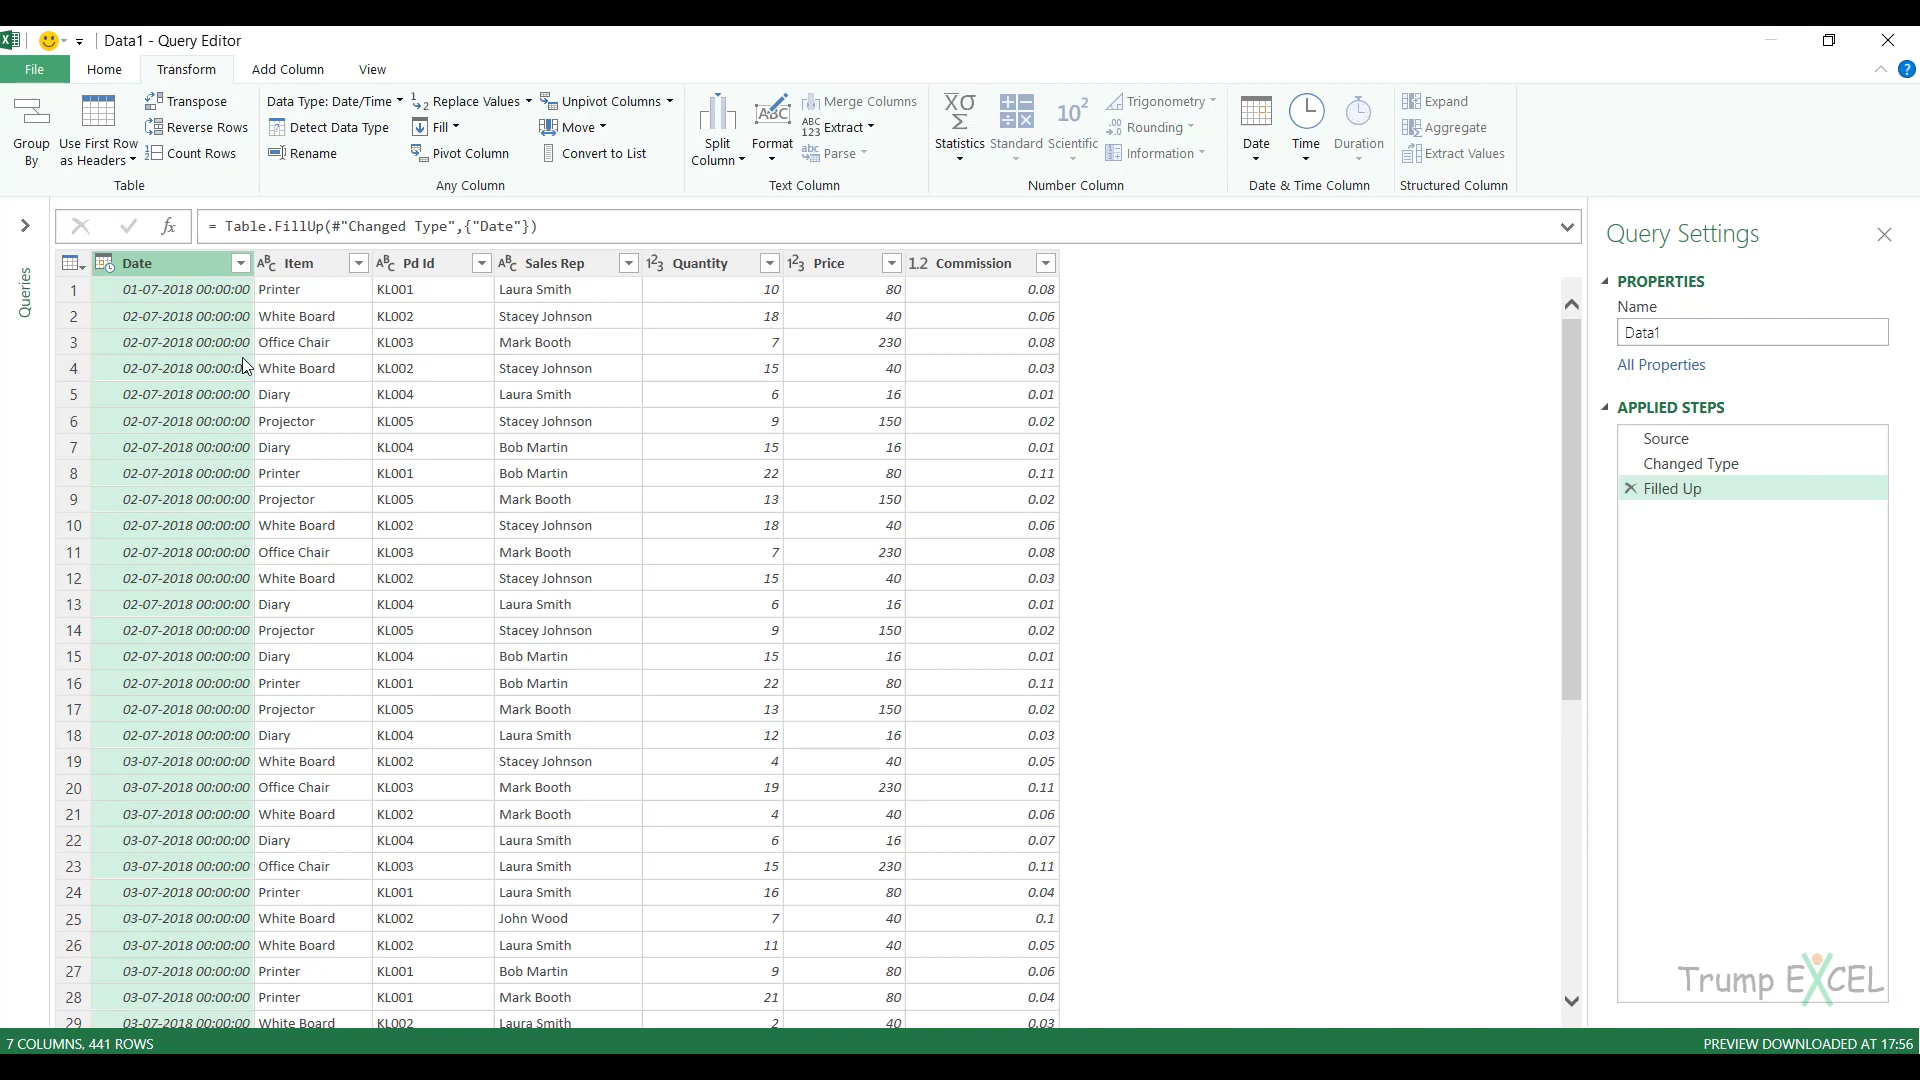 Data1 - Query Editor
File Home Transform Add Column View
Group By
Use First Row as Headers
Transpose
Reverse Rows
Count Rows
Table
Data Type: Date/Time
Detect Data Type
Rename
Replace Values
Fill
Pivot Column
Unpivot Columns
Move
Convert to List
Any Column
Split Column
Format
Merge Columns
Extract
Parse
Text Column
Statistics
Standard
Scientific
Trigonometry
Rounding
Information
Number Column
Date
Time
Duration
Date & Time Column
Expand
Aggregate
Extract Values
Structured Column
Queries
= Table.FillUp(#"Changed Type",{"Date"})
Date Item Pd Id Sales Rep Quantity Price Commission
1 01-07-2018 00:00:00 Printer KL001 Laura Smith 10 80 0.08
2 02-07-2018 00:00:00 White Board KL002 Stacey Johnson 18 40 0.06
3 02-07-2018 00:00:00 Office Chair KL003 Mark Booth 7 230 0.08
4 02-07-2018 00:00:00 White Board KL002 Stacey Johnson 15 40 0.03
5 02-07-2018 00:00:00 Diary KL004 Laura Smith 6 16 0.01
6 02-07-2018 00:00:00 Projector KL005 Stacey Johnson 9 150 0.02
7 02-07-2018 00:00:00 Diary KL004 Bob Martin 15 16 0.01
8 02-07-2018 00:00:00 Printer KL001 Bob Martin 22 80 0.11
9 02-07-2018 00:00:00 Projector KL005 Mark Booth 13 150 0.02
10 02-07-2018 00:00:00 White Board KL002 Stacey Johnson 18 40 0.06
11 02-07-2018 00:00:00 Office Chair KL003 Mark Booth 7 230 0.08
12 02-07-2018 00:00:00 White Board KL002 Stacey Johnson 15 40 0.03
13 02-07-2018 00:00:00 Diary KL004 Laura Smith 6 16 0.01
14 02-07-2018 00:00:00 Projector KL005 Stacey Johnson 9 150 0.02
15 02-07-2018 00:00:00 Diary KL004 Bob Martin 15 16 0.01
16 02-07-2018 00:00:00 Printer KL001 Bob Martin 22 80 0.11
17 02-07-2018 00:00:00 Projector KL005 Mark Booth 13 150 0.02
18 02-07-2018 00:00:00 Diary KL004 Laura Smith 12 16 0.03
19 03-07-2018 00:00:00 White Board KL002 Stacey Johnson 4 40 0.05
20 03-07-2018 00:00:00 Office Chair KL003 Mark Booth 19 230 0.11
21 03-07-2018 00:00:00 White Board KL002 Mark Booth 4 40 0.06
22 03-07-2018 00:00:00 Diary KL004 Laura Smith 6 16 0.07
23 03-07-2018 00:00:00 Office Chair KL003 Laura Smith 15 230 0.11
24 03-07-2018 00:00:00 Printer KL001 Laura Smith 16 80 0.04
25 03-07-2018 00:00:00 White Board KL002 John Wood 7 40 0.1
26 03-07-2018 00:00:00 White Board KL002 Laura Smith 11 40 0.05
27 03-07-2018 00:00:00 Printer KL001 Bob Martin 9 80 0.06
28 03-07-2018 00:00:00 Printer KL001 Mark Booth 21 80 0.04
29 03-07-2018 00:00:00 White Board KL002 Laura Smith 2 40 0.03
Query Settings
PROPERTIES
Name
Data1
All Properties
APPLIED STEPS
Source
Changed Type
Filled Up
Trump EXCEL
7 COLUMNS, 441 ROWS
PREVIEW DOWNLOADED AT 17:56